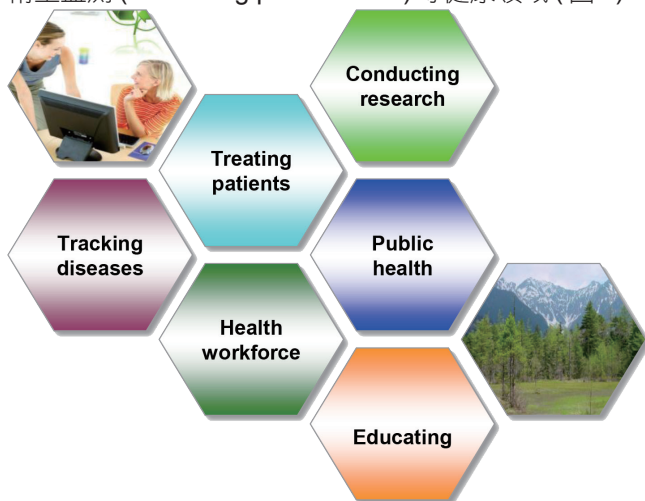 Conducting
research
Treating
patients
Tracking
diseases
Public
health
Health
workforce
Educating